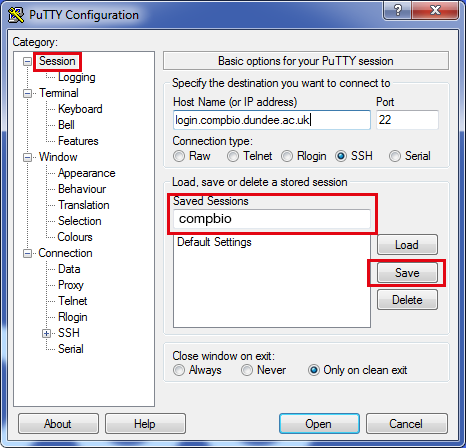 PuTTY Configuration
Category:
Session
Logging
Terminal
Keyboard
Bell
Features
Window
Appearance
Behaviour
Translation
Selection
Colours
Connection
Data
Proxy
Telnet
Rlogin
SSH
Serial
Basic options for your PuTTY session
Specify the destination you want to connect to
Host Name (or IP address) Port
login.compbio.dundee.ac.uk 22
Connection type:
Raw Telnet Rlogin SSH Serial
Load, save or delete a stored session
Saved Sessions
compbio
Default Settings
Load
Save
Delete
Close window on exit:
Always Never Only on clean exit
About Help Open Cancel